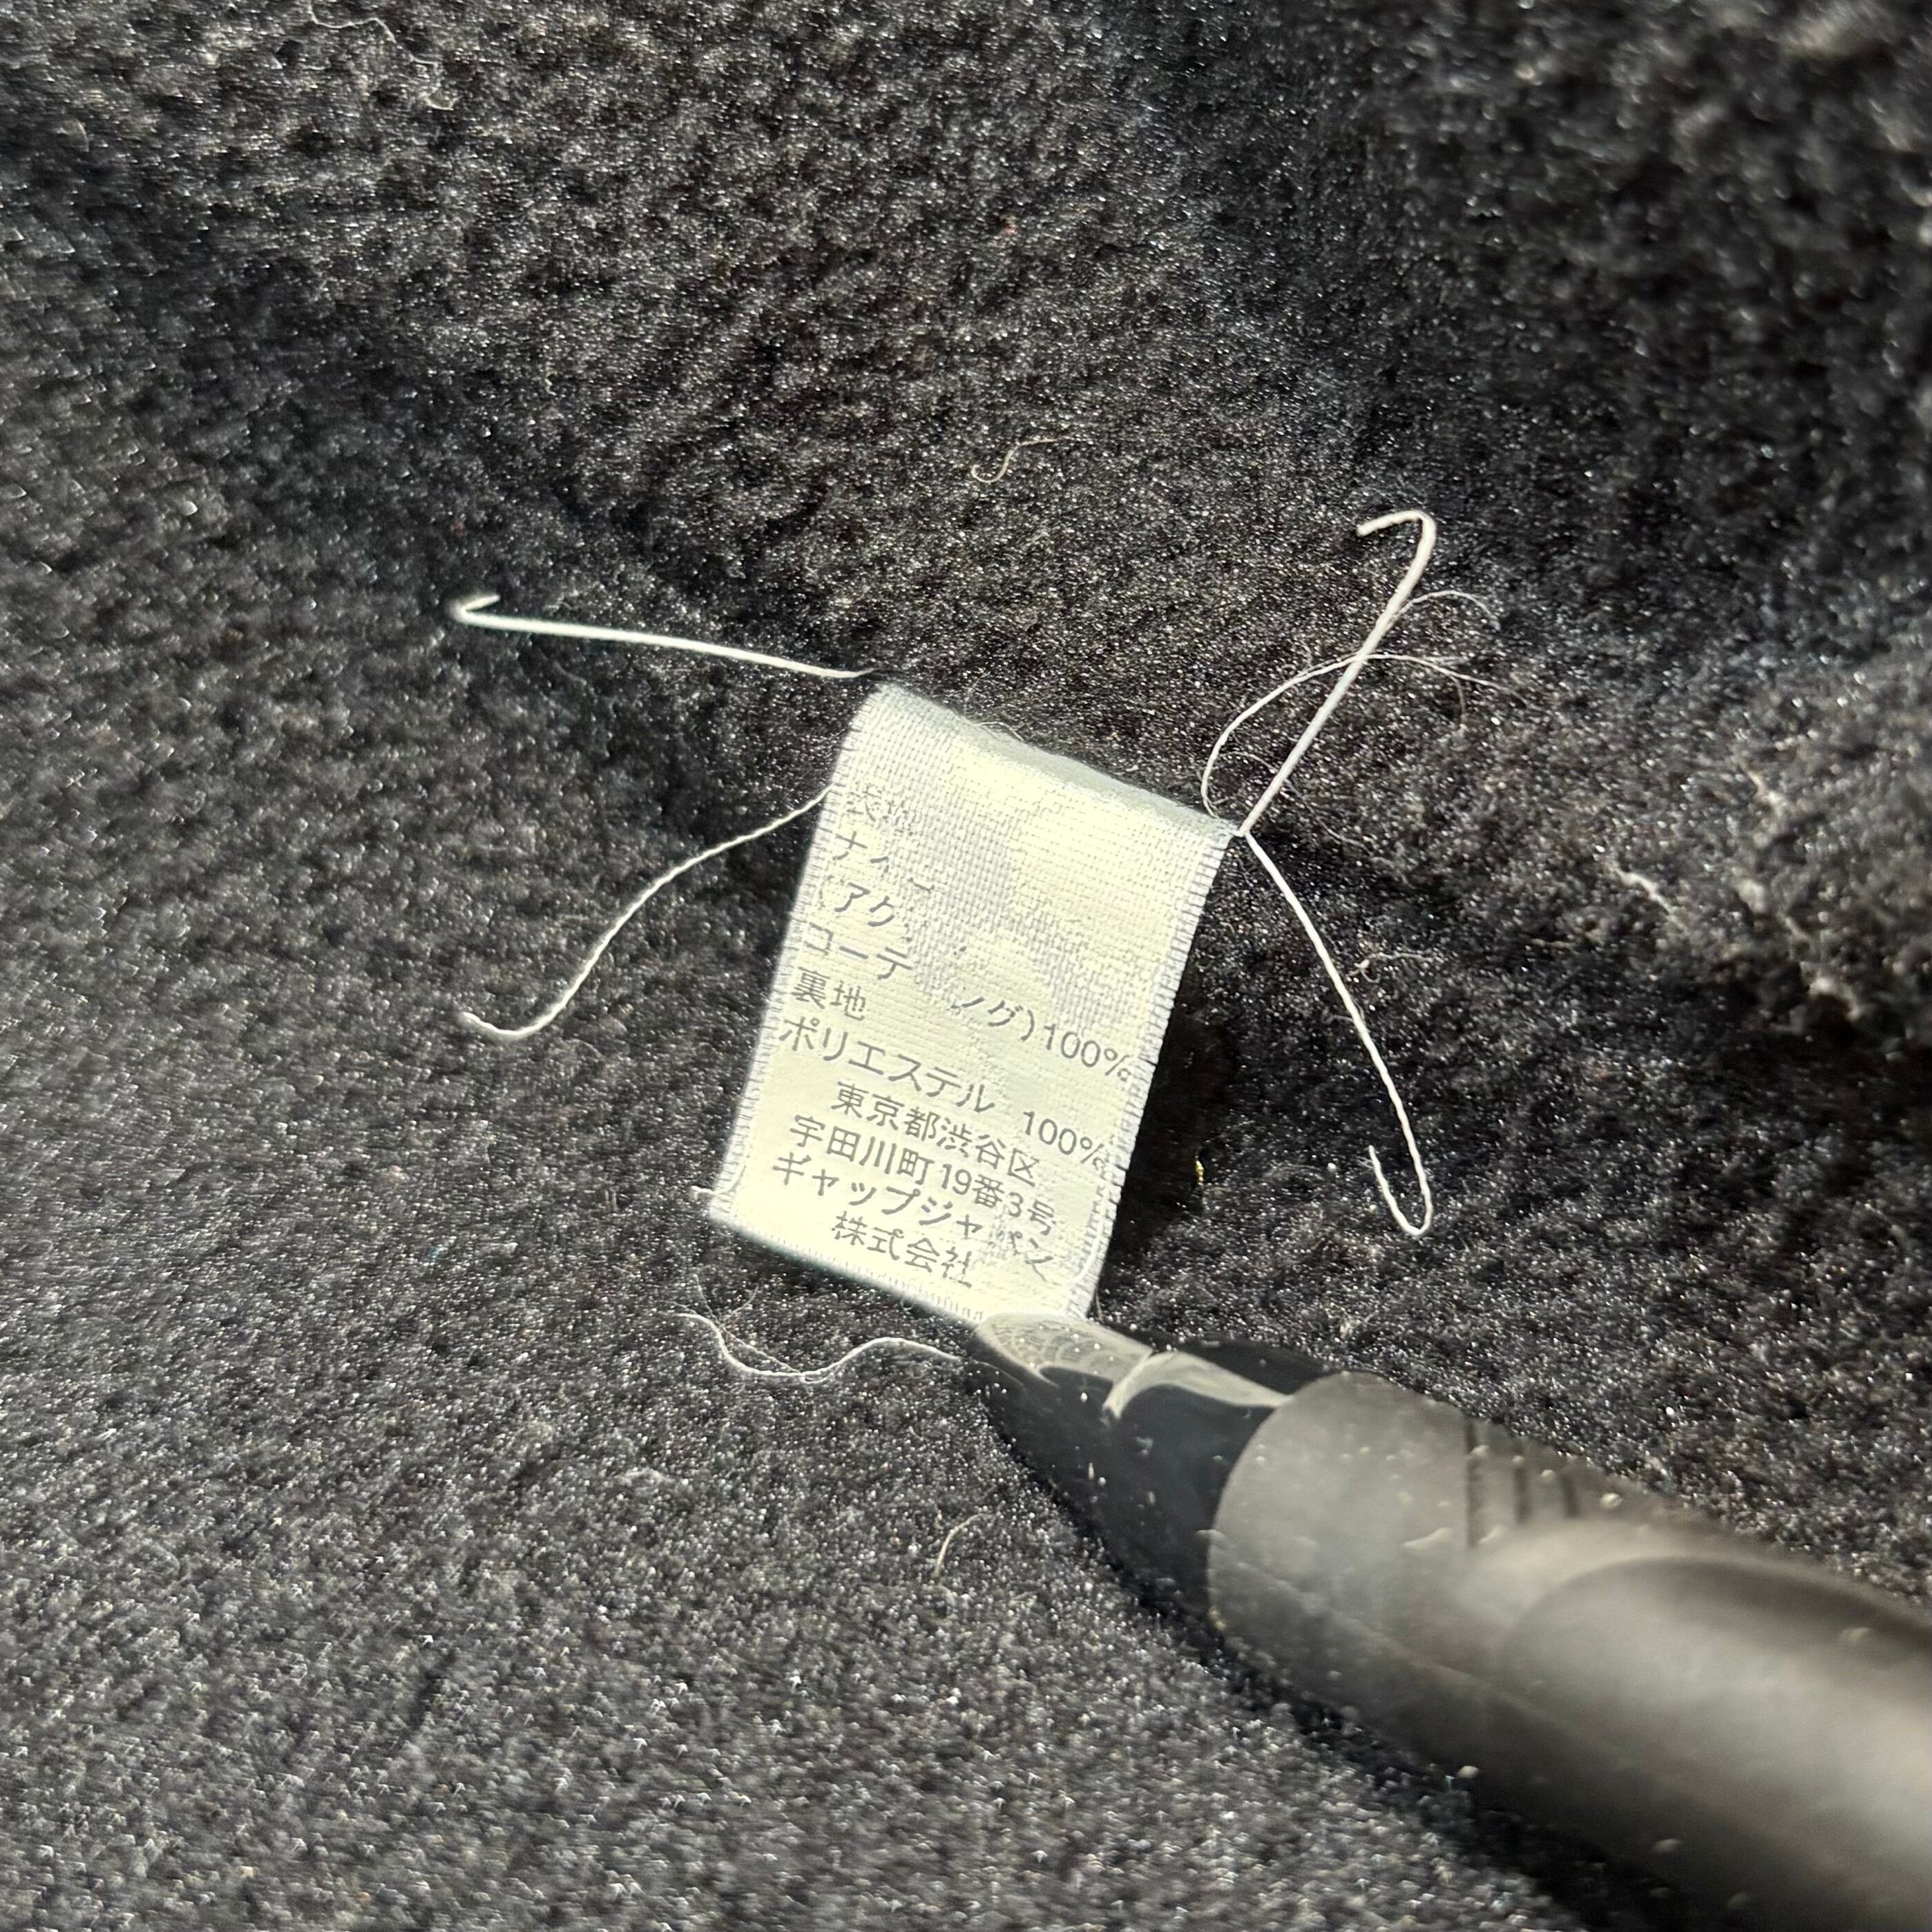 表地
ナイロ
(アク
コーティング)100%
裏地
ポリエステル 100%
東京都渋谷区
宇田川町19番3号
ギャップジャパン
株式会社